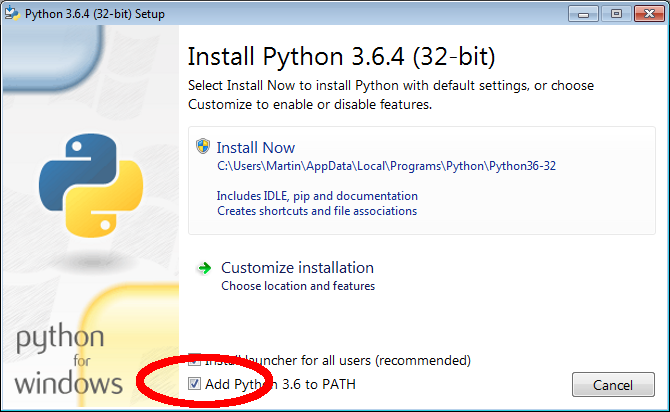 Python 3.6.4 (32-bit) Setup
Install Python 3.6.4 (32-bit)
Select Install Now to install Python with default settings, or choose
Customize to enable or disable features.
Install Now
C:\Users\Martin\AppData\Local\Programs\Python\Python36-32
Includes IDLE, pip and documentation
Creates shortcuts and file associations
Customize installation
Choose location and features
python
for
windows
Install launcher for all users (recommended)
Add Python 3.6 to PATH
Cancel